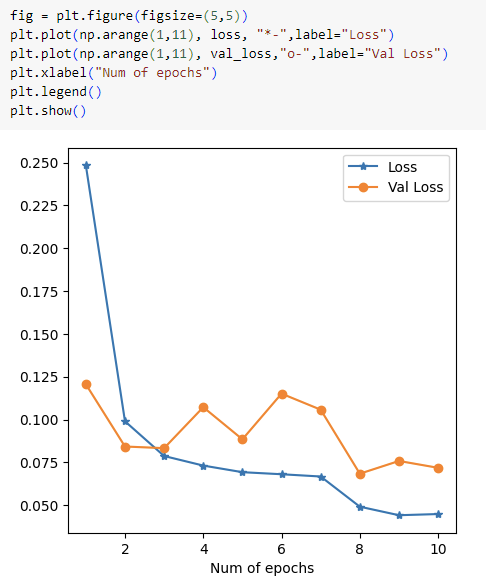 fig = plt.figure(figsize=(5,5))
plt.plot(np.arange(1,11), loss, "*-",label="Loss")
plt.plot(np.arange(1,11), val_loss,"o-",label="Val Loss")
plt.xlabel("Num of epochs")
plt.legend()
plt.show()
Loss
Val Loss
0.250
0.225
0.200
0.175
0.150
0.125
0.100
0.075
0.050
2 4 6 8 10
Num of epochs